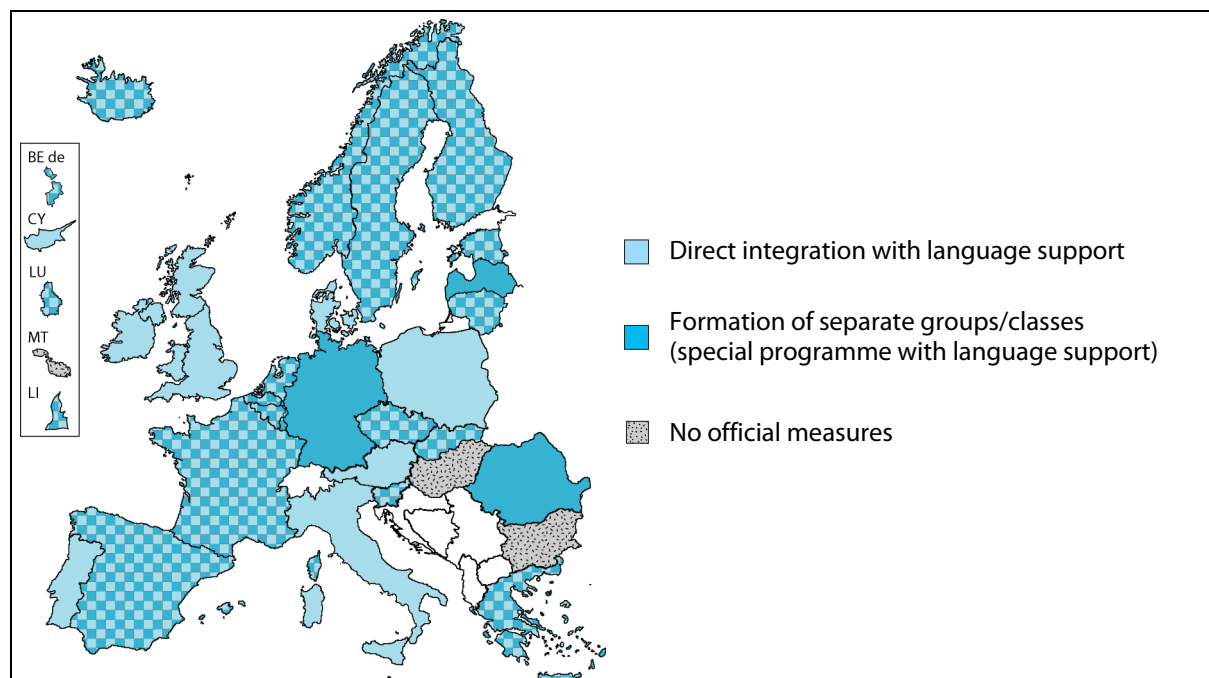 BE de
CY
LU
MT
LI
Direct integration with language support
Formation of separate groups/classes
(special programme with language support)
No official measures